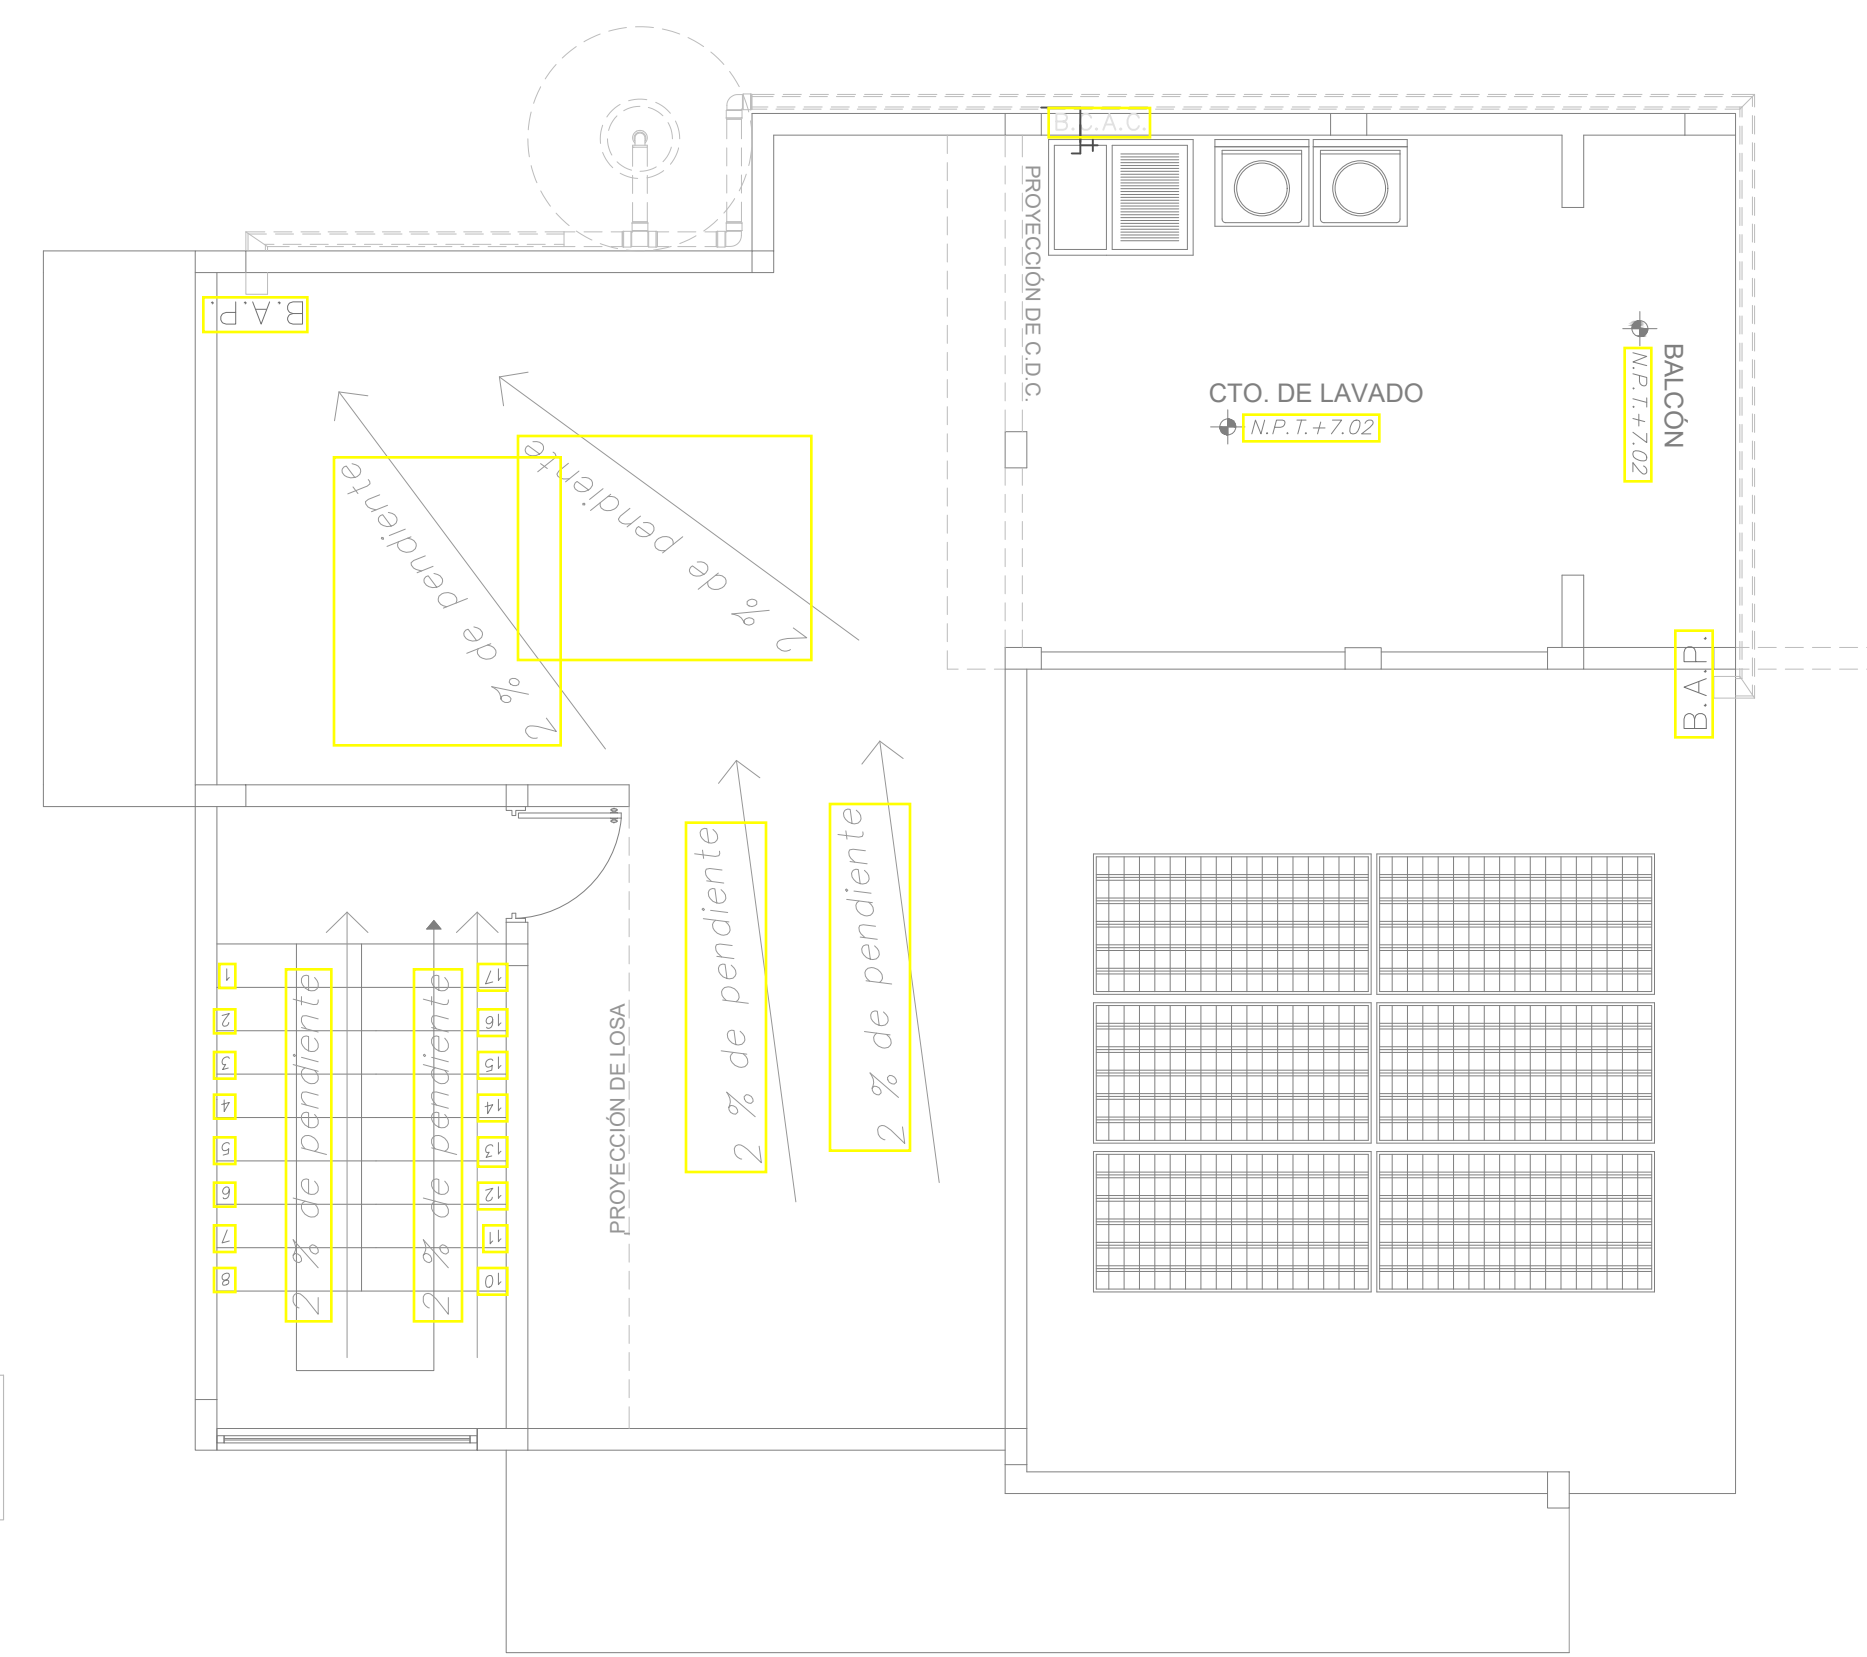 B.C.A.C.
PROYECCIÓN DE C.D.C.
B.A.P.
BALCÓN
N.P.T.+7.02
CTO. DE LAVADO
N.P.T.+7.02
2 % de pendiente
2 % de pendiente
B.A.P.
2 % de pendiente
2 % de pendiente
1
2
3
4
5
6
7
8
2 % de pendiente
2 % de pendiente
17
16
15
14
13
12
11
10
PROYECCIÓN DE LOSA